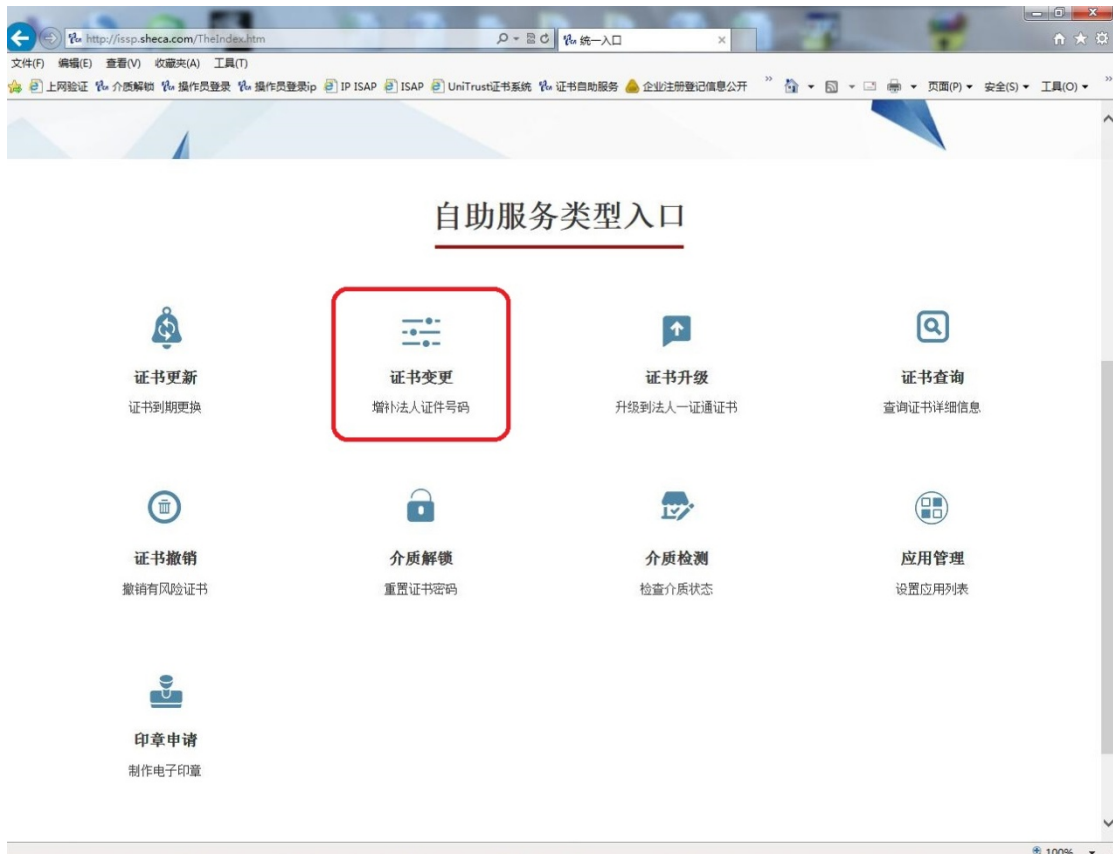 http://issp.sheca.com/TheIndex.htm
统一入口
文件(F) 编辑(E) 查看(V) 收藏夹(A) 工具(T)
上网验证 介质解锁 操作员登录 操作员登录ip IP ISAP ISAP UniTrust证书系统 证书自助服务 企业注册登记信息公开 页面(P) 安全(S) 工具(O)
自助服务类型入口
证书更新 证书变更 证书升级 证书查询
证书到期更换 增补法人证件号码 升级到法人一证通证书 查询证书详细信息
证书撤销 介质解锁 介质检测 应用管理
撤销有风险证书 重置证书密码 检查介质状态 设置应用列表
印章申请
制作电子印章
100%